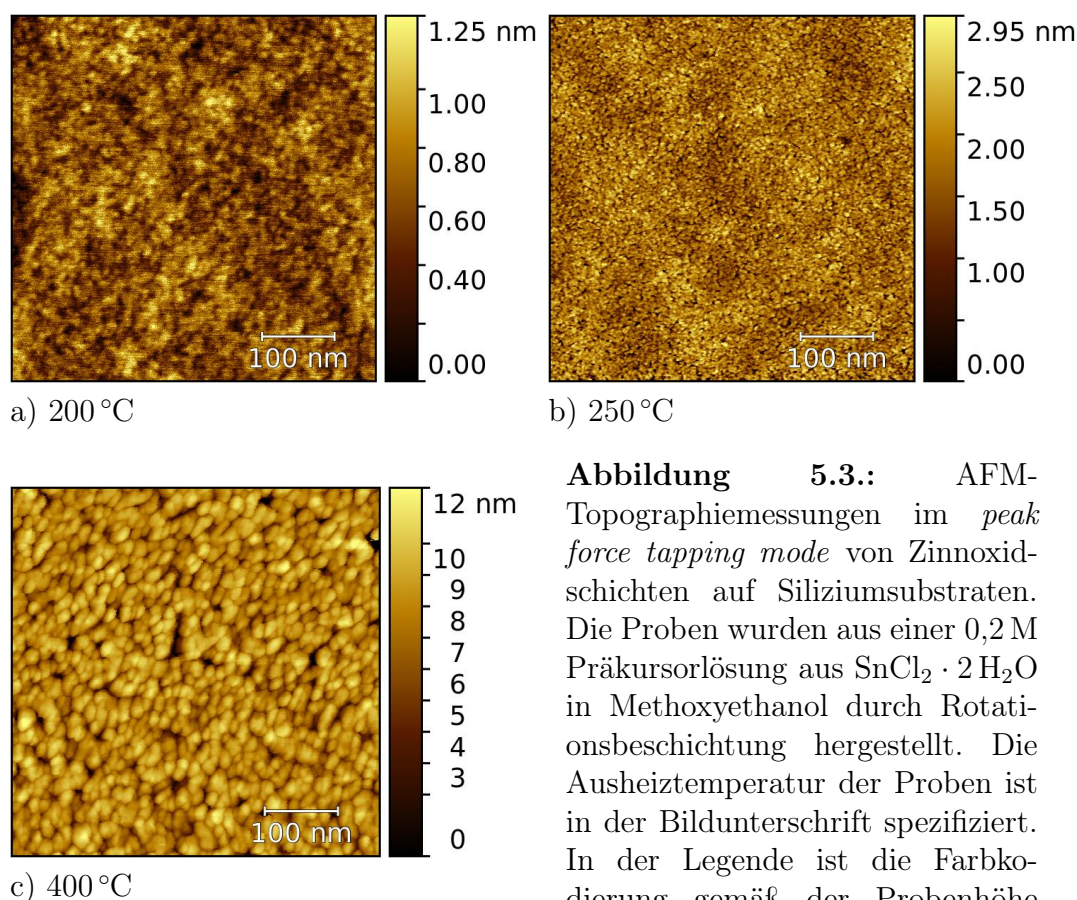 1.25 nm
1.00
0.80
0.60
0.40
0.00
100 nm
a) 200 °C
2.95 nm
2.50
2.00
1.50
1.00
0.00
100 nm
b) 250 °C
12 nm
10
9
8
7
6
5
4
3
0
100 nm
c) 400 °C
Abbildung 5.3.: AFM-
Topographiemessungen im peak
force tapping mode von Zinnoxid-
schichten auf Siliziumsubstraten.
Die Proben wurden aus einer 0,2 M
Präkursorlösung aus SnCl₂ · 2 H₂O
in Methoxyethanol durch Rotati-
onsbeschichtung hergestellt. Die
Ausheiztemperatur der Proben ist
in der Bildunterschrift spezifiziert.
In der Legende ist die Farbko-
dierung gemäß der Probenhöhe